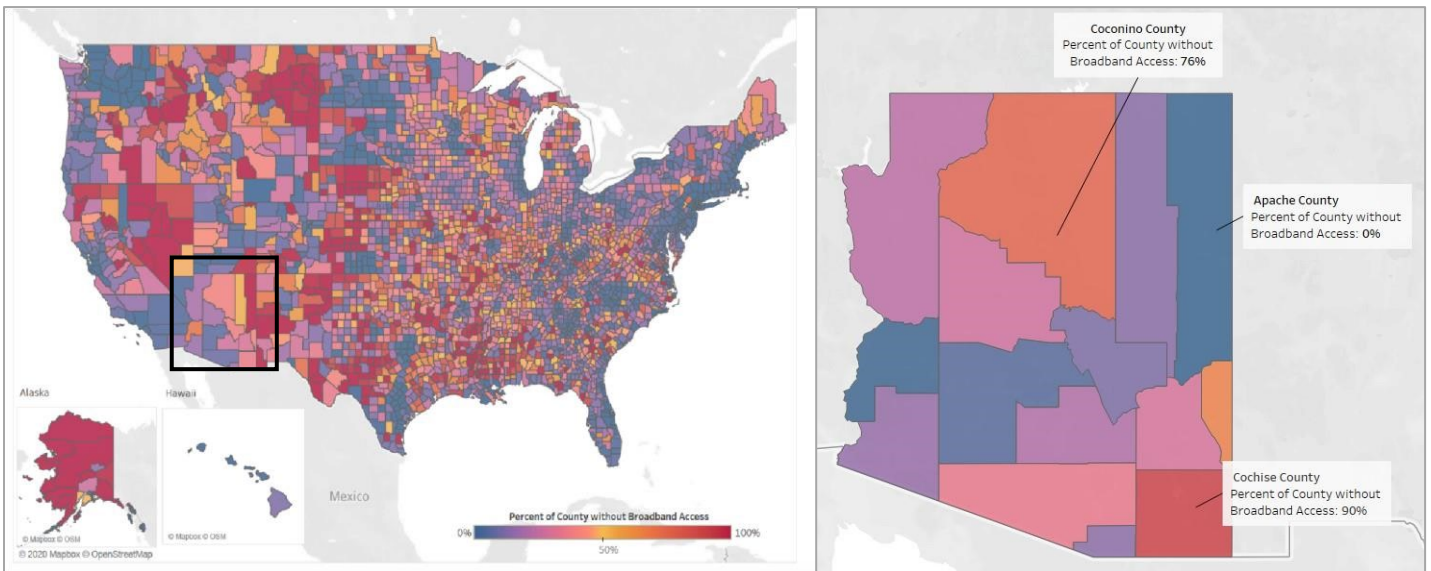 Alaska
Hawaii
Mexico
Percent of County without Broadband Access
0%
100%
50%
© Mapbox © OSM
© Mapbox © OSM
© 2020 Mapbox © OpenStreetMap
Coconino County
Percent of County without
Broadband Access: 76%
Apache County
Percent of County without
Broadband Access: 0%
Cochise County
Percent of County without
Broadband Access: 90%